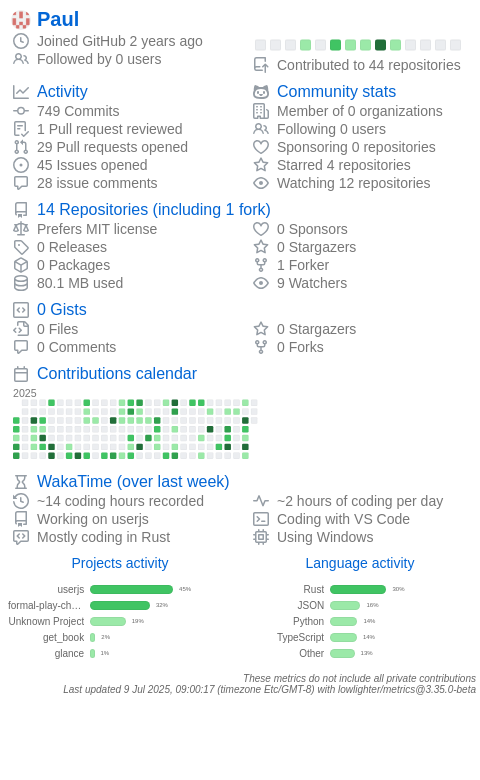 Paul
Joined GitHub 2 years ago
Followed by 0 users
Contributed to 44 repositories
Activity
749 Commits
1 Pull request reviewed
29 Pull requests opened
45 Issues opened
28 issue comments
Community stats
Member of 0 organizations
Following 0 users
Sponsoring 0 repositories
Starred 4 repositories
Watching 12 repositories
14 Repositories (including 1 fork)
Prefers MIT license
0 Releases
0 Packages
80.1 MB used
0 Sponsors
0 Stargazers
1 Forker
9 Watchers
0 Gists
0 Files
0 Comments
0 Stargazers
0 Forks
Contributions calendar
2025
WakaTime (over last week)
~14 coding hours recorded
Working on userjs
Mostly coding in Rust
~2 hours of coding per day
Coding with VS Code
Using Windows
Projects activity
userjs 45%
formal-play-ch... 32%
Unknown Project 19%
get_book 2%
glance 1%
Language activity
Rust 30%
JSON 16%
Python 14%
TypeScript 14%
Other 13%
These metrics do not include all private contributions
Last updated 9 Jul 2025, 09:00:17 (timezone Etc/GMT-8) with lowlighter/metrics@3.35.0-beta